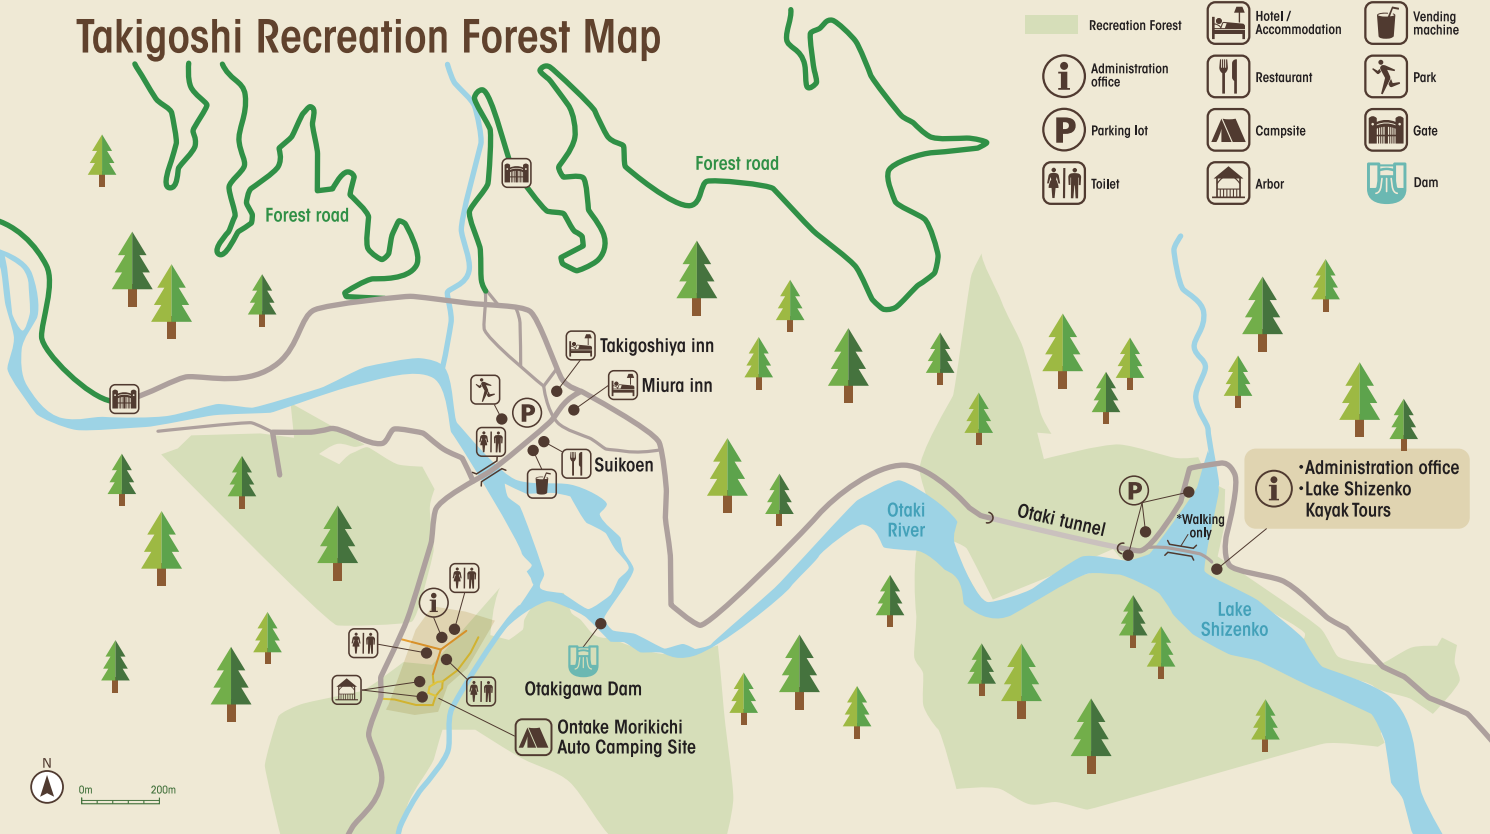 Takigoshi Recreation Forest Map
Recreation Forest
Hotel /
Accommodation
Vending
machine
Administration
office
Restaurant
Park
P
Parking lot
Campsite
Gate
Toilet
Arbor
Dam
Forest road
Forest road
Takigoshiya inn
Miura inn
P
Suikoen
Otaki
River
Otaki tunnel
P
*Walking
only
•Administration office
•Lake Shizenko
Kayak Tours
Lake
Shizenko
Otakigawa Dam
Ontake Morikichi
Auto Camping Site
N
0m 200m